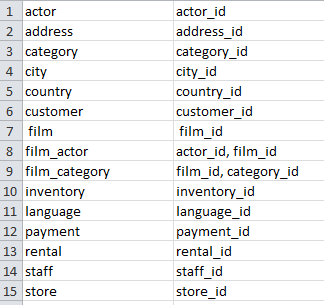 1 actor actor_id
2 address address_id
3 category category_id
4 city city_id
5 country country_id
6 customer customer_id
7 film film_id
8 film_actor actor_id, film_id
9 film_category film_id, category_id
10 inventory inventory_id
11 language language_id
12 payment payment_id
13 rental rental_id
14 staff staff_id
15 store store_id